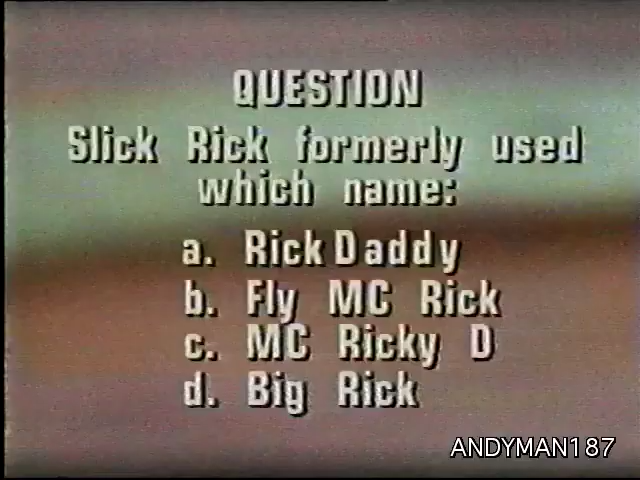 QUESTION
Slick Rick formerly used
which name:
a. Rick Daddy
b. Fly MC Rick
c. MC Ricky D
d. Big Rick
ANDYMAN187